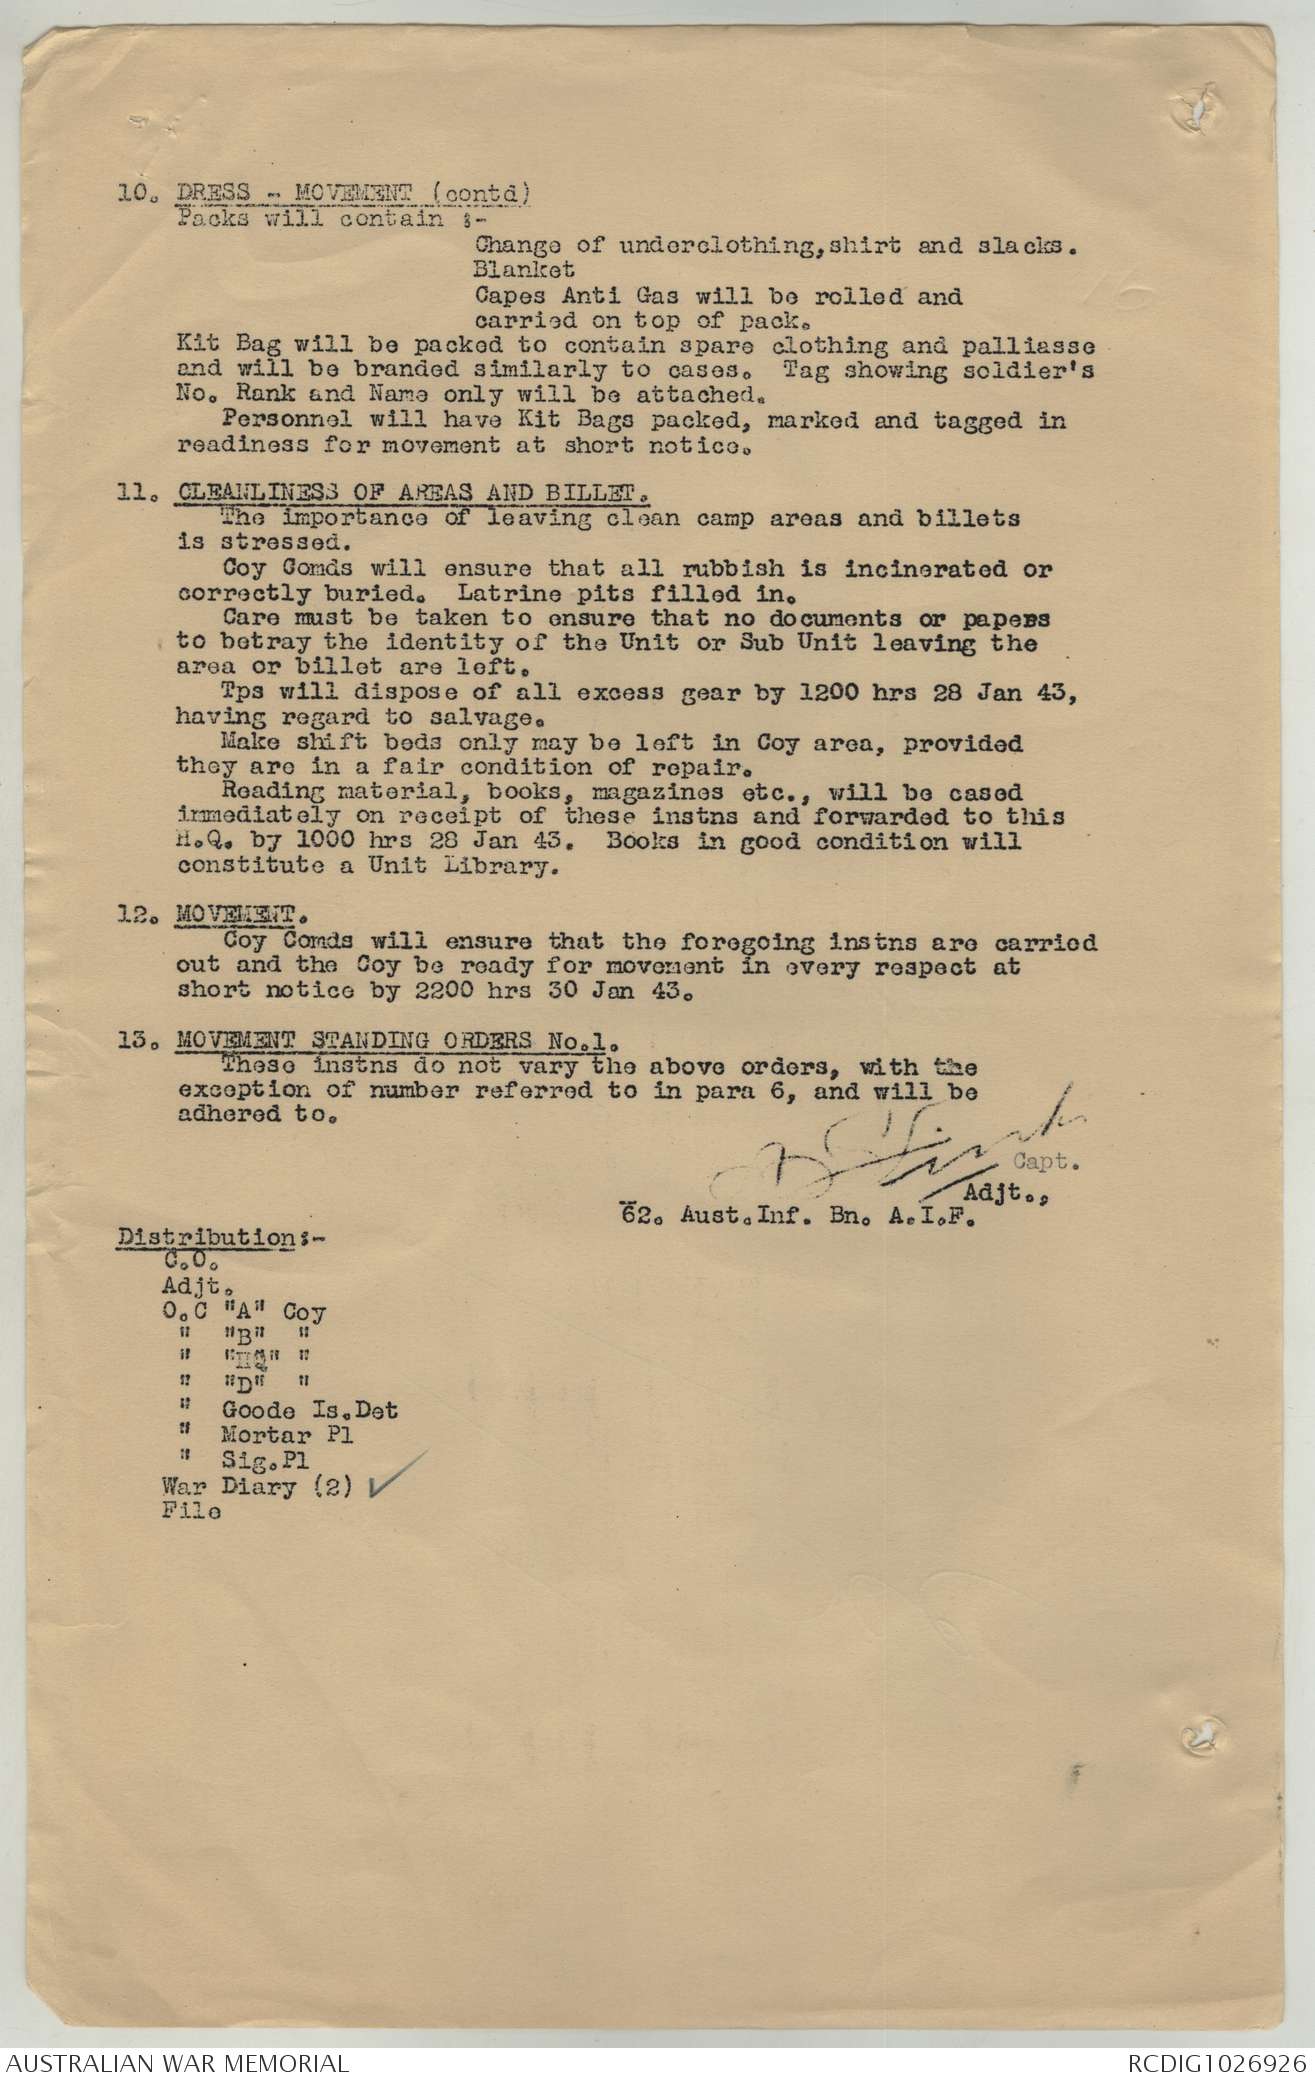 10. DRESS - MOVEMENT (contd)
Packs will contain :-
Change of underclothing,shirt and slacks.
Blanket
Capes Anti Gas will be rolled and
carried on top of pack.
Kit Bag will be packed to contain spare clothing and palliasse
and will be branded similarly to cases. Tag showing soldier's
No. Rank and Name only will be attached.
Personnel will have Kit Bags packed, marked and tagged in
readiness for movement at short notice.
11. CLEANLINESS OF AREAS AND BILLET.
The importance of leaving clean camp areas and billets
is stressed.
Coy Comds will ensure that all rubbish is incinerated or
correctly buried. Latrine pits filled in.
Care must be taken to ensure that no documents or papers
to betray the identity of the Unit or Sub Unit leaving the
area or billet are left.
Tps will dispose of all excess gear by 1200 hrs 28 Jan 43,
having regard to salvage.
Make shift beds only may be left in Coy area, provided
they are in a fair condition of repair.
Reading material, books, magazines etc., will be cased
immediately on receipt of these instns and forwarded to this
H.Q. by 1000 hrs 28 Jan 43. Books in good condition will
constitute a Unit Library.
12. MOVEMENT.
Coy Comds will ensure that the foregoing instns are carried
out and the Coy be ready for movement in every respect at
short notice by 2200 hrs 30 Jan 43.
13. MOVEMENT STANDING ORDERS No.1.
These instns do not vary the above orders, with the
exception of number referred to in para 6, and will be
adhered to.
Capt.
Adjt.,
62. Aust.Inf. Bn. A.I.F.
Distribution:-
C.O.
Adjt.
O.C "A" Coy
" "B" "
" "HQ" "
" "D" "
" Goode Is.Det
" Mortar Pl
" Sig.Pl
War Diary (2) ✓
File
AUSTRALIAN WAR MEMORIAL
RCDIG1026926